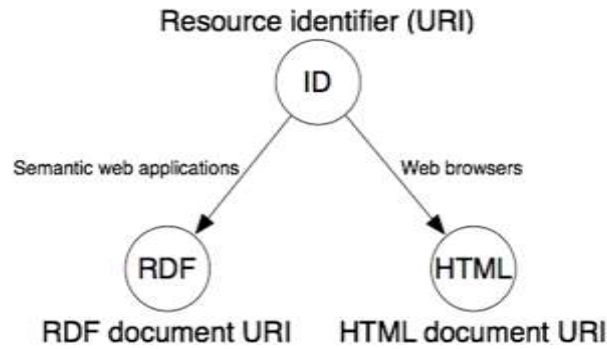 Resource identifier (URI)
ID
Semantic web applications
Web browsers
RDF
HTML
RDF document URI
HTML document URI